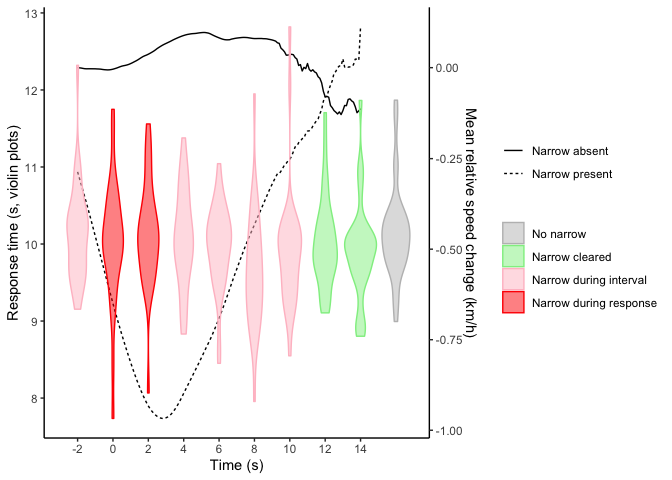 13
12
11
10
9
8
Response time (s, violin plots)
-2
0
2
4
6
8
10
12
14
Time (s)
0.00
-0.25
-0.50
-0.75
-1.00
Mean relative speed change (km/h)
Narrow absent
Narrow present
No narrow
Narrow cleared
Narrow during interval
Narrow during response